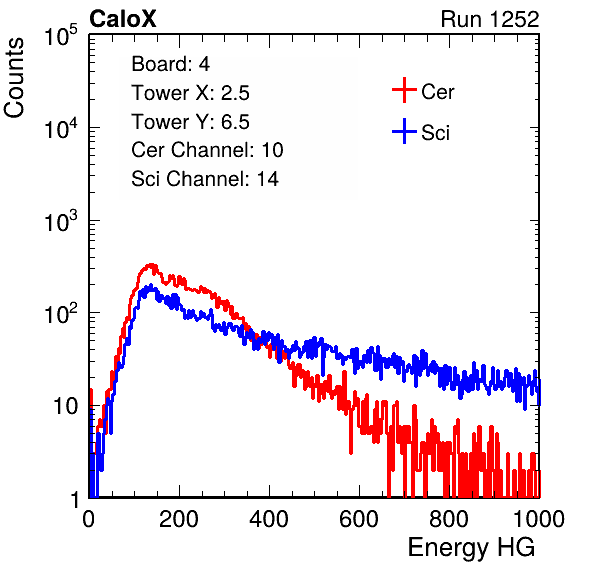 CaloX Run 1252
Counts
10^5
10^4
10^3
10^2
10
1
Board: 4
Tower X: 2.5
Tower Y: 6.5
Cer Channel: 10
Sci Channel: 14
Cer
Sci
0 200 400 600 800 1000
Energy HG